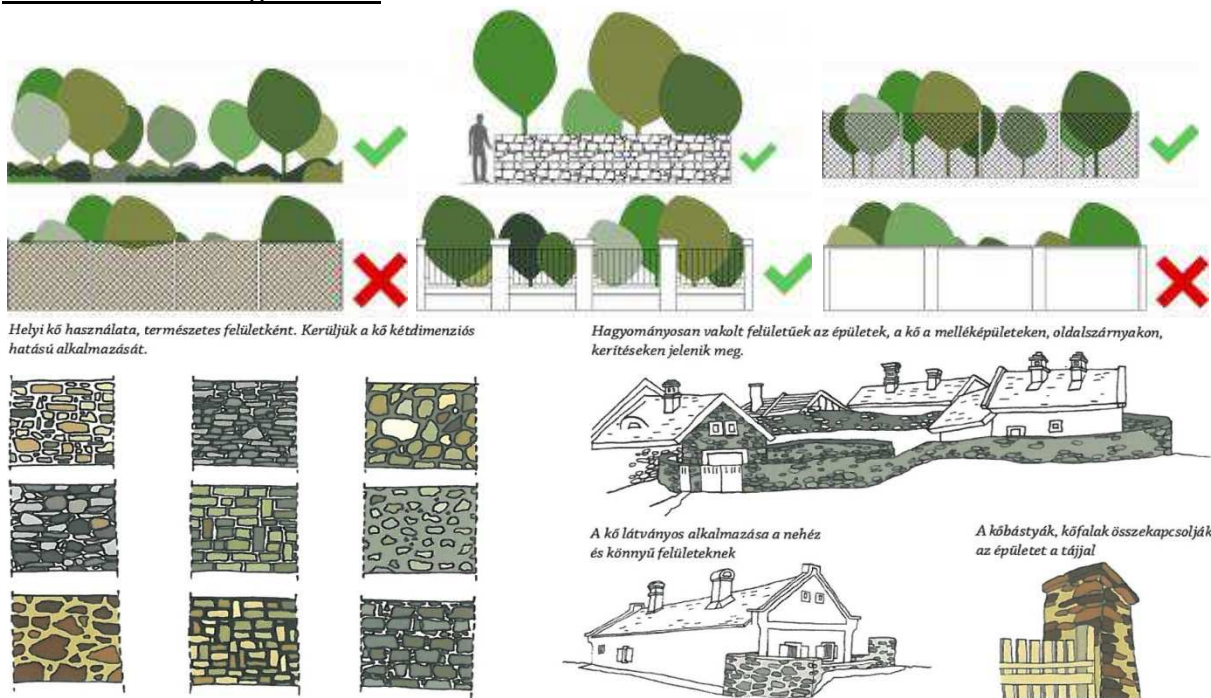 Helyi kő használata, természetes felületként. Kerüljük a kő kétdimenziós
hatású alkalmazását.
Hagyományosan vakolt felületűek az épületek, a kő a melléképületeken, oldalszárnyakon,
kerítéseken jelenik meg.
A kő látványos alkalmazása a nehéz
és könnyű felületeknek
A kőbástyák, kőfalak összekapcsolják
az épületet a tájjal